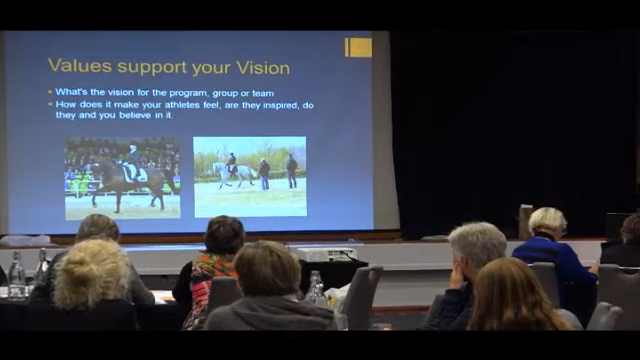 Values support your Vision
What's the vision for the program, group or team
How does it make your athletes feel, are they inspired, do
they and you believe in it.